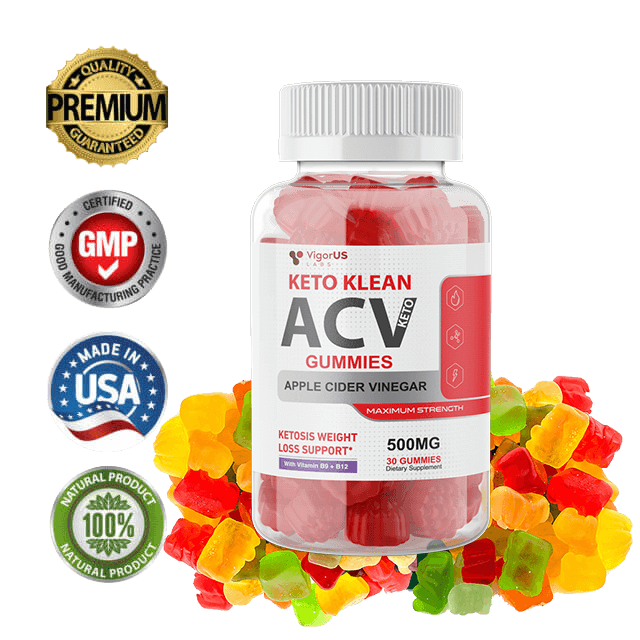 QUALITY
PREMIUM
GUARANTEED
CERTIFIED
GMP
GOOD MANUFACTURING PRACTICE
MADE IN
USA
NATURAL PRODUCT
100%
NATURAL PRODUCT
VigorUS
LABS
KETO KLEAN
ACV
KETO
GUMMIES
APPLE CIDER VINEGAR
MAXIMUM STRENGTH
KETOSIS WEIGHT
LOSS SUPPORT*
With Vitamin B9 + B12
500MG
30 GUMMIES
Dietary Supplement